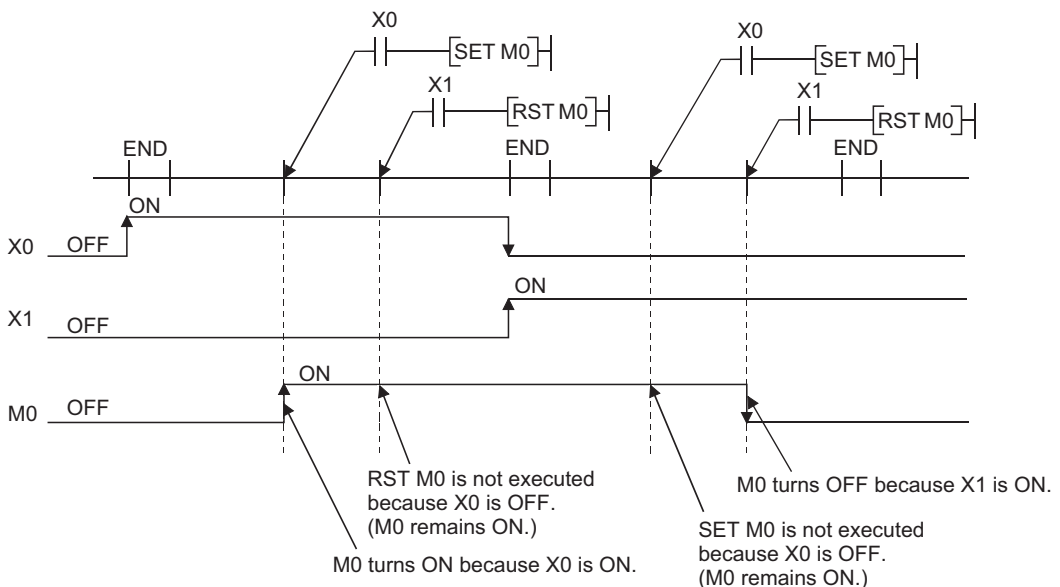 X0
[SET M0]
X1
[RST M0]
X0
[SET M0]
X1
[RST M0]
END
END
END
X0
OFF
ON
X1
OFF
ON
M0
OFF
ON
RST M0 is not executed
because X0 is OFF.
(M0 remains ON.)
M0 turns ON because X0 is ON.
M0 turns OFF because X1 is ON.
SET M0 is not executed
because X0 is OFF.
(M0 remains ON.)